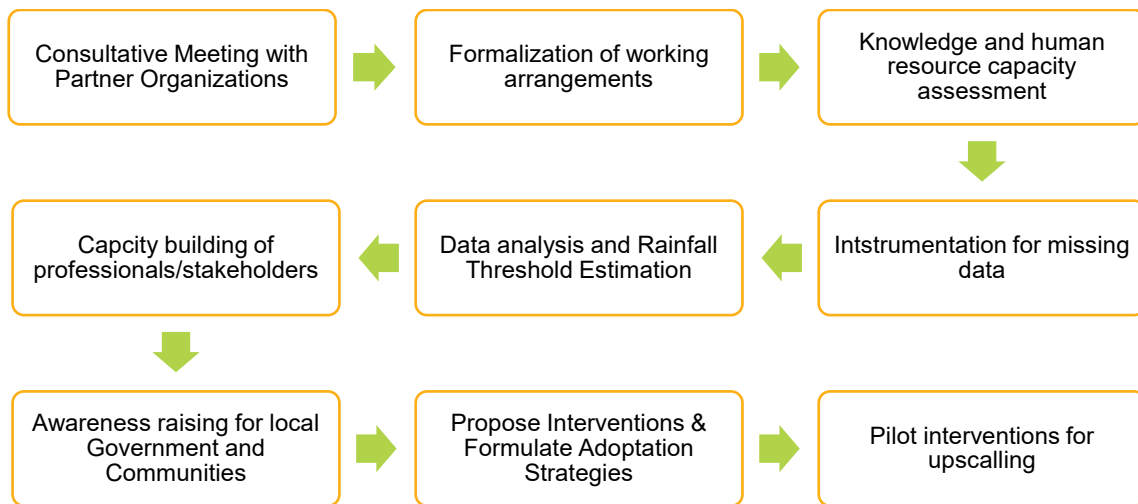 Consultative Meeting with
Partner Organizations
Formalization of working
arrangements
Knowledge and human
resource capacity
assessment
Intstrumentation for missing
data
Data analysis and Rainfall
Threshold Estimation
Capcity building of
professionals/stakeholders
Awareness raising for local
Government and
Communities
Propose Interventions &
Formulate Adoptation
Strategies
Pilot interventions for
upscalling